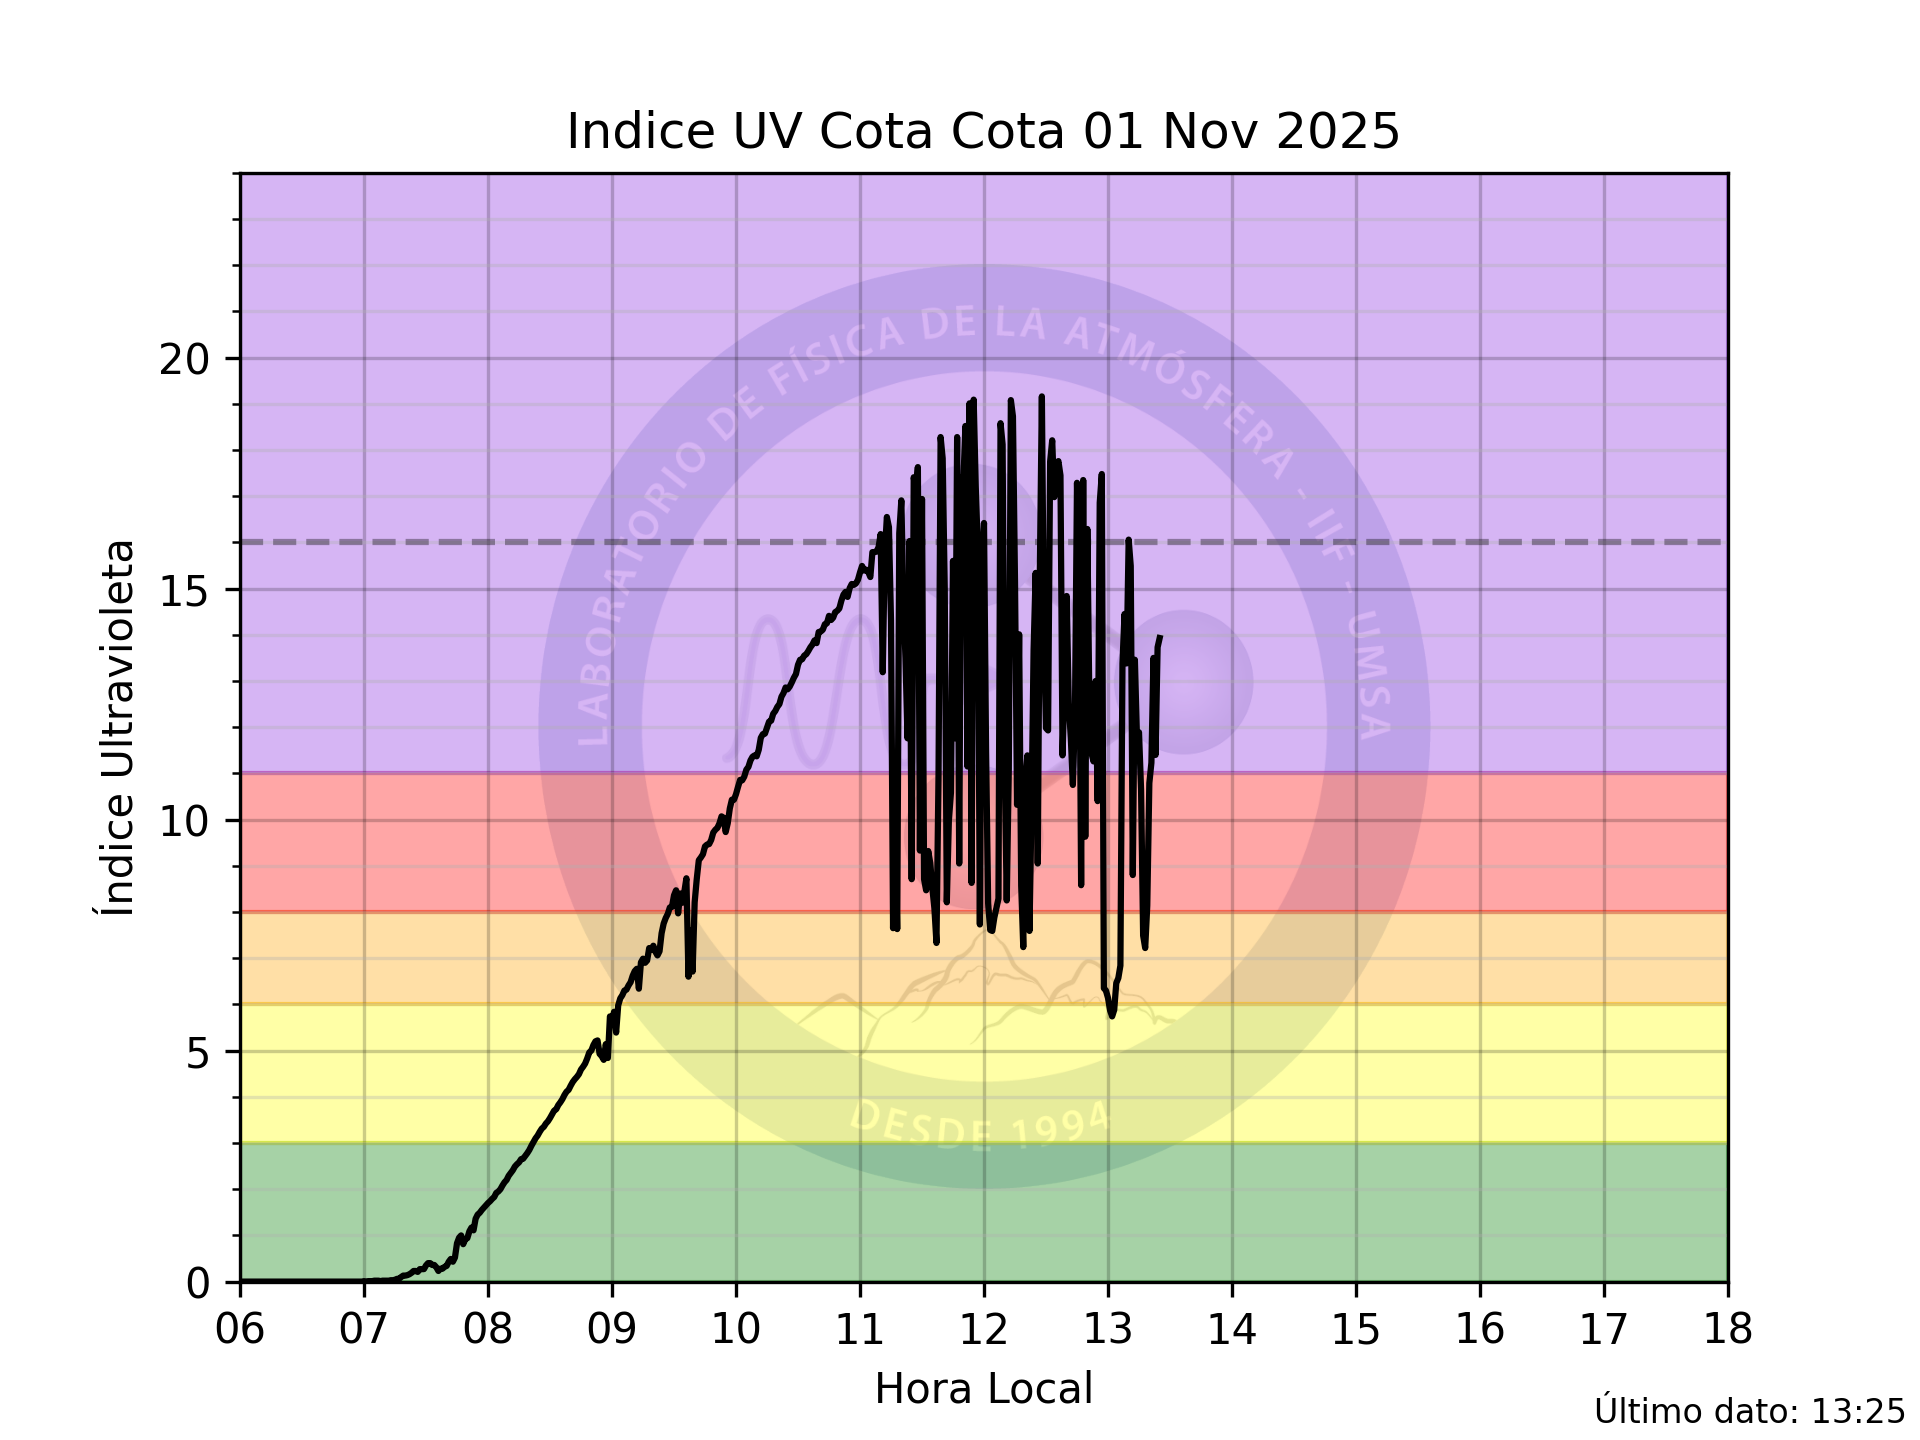 Indice UV Cota Cota 01 Nov 2025
Índice Ultravioleta
20
15
10
5
0
LABORATORIO DE FÍSICA DE LA ATMÓSFERA - IIF - UMSA
DESDE 1994
06 07 08 09 10 11 12 13 14 15 16 17 18
Hora Local
Último dato: 13:25